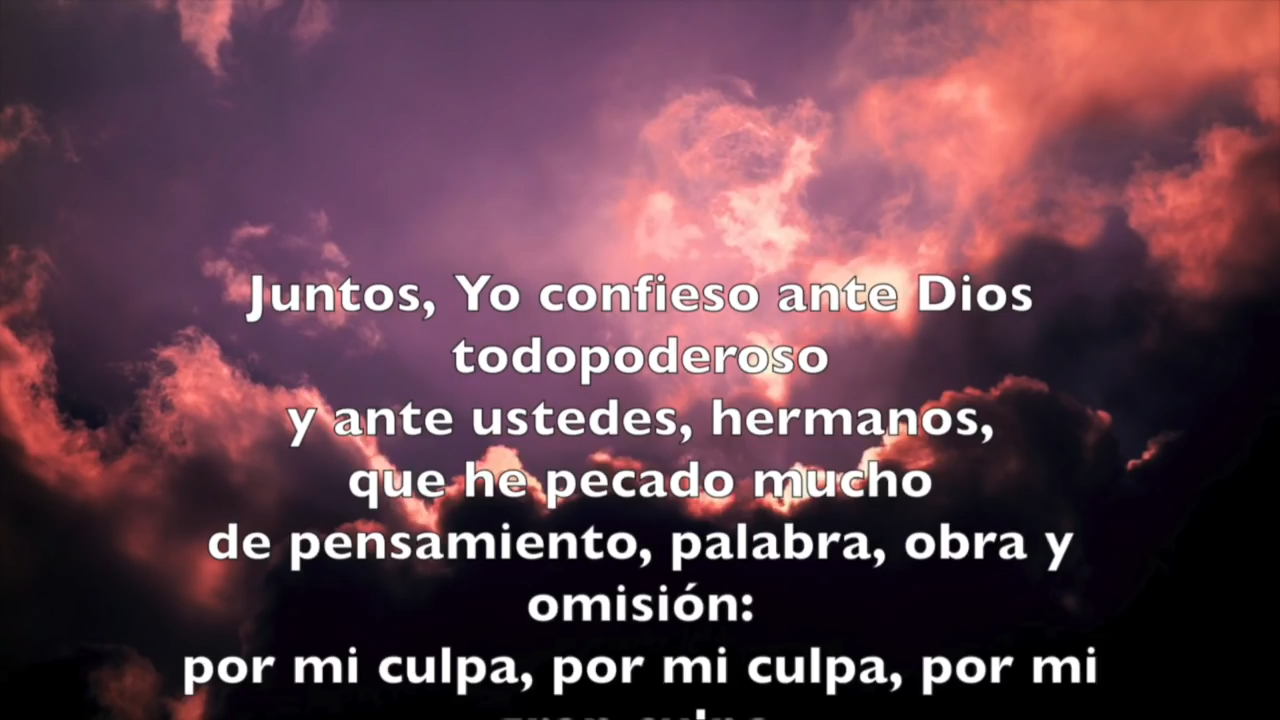 Juntos, Yo confieso ante Dios
todopoderoso
y ante ustedes, hermanos,
que he pecado mucho
de pensamiento, palabra, obra y
omisión:
por mi culpa, por mi culpa, por mi